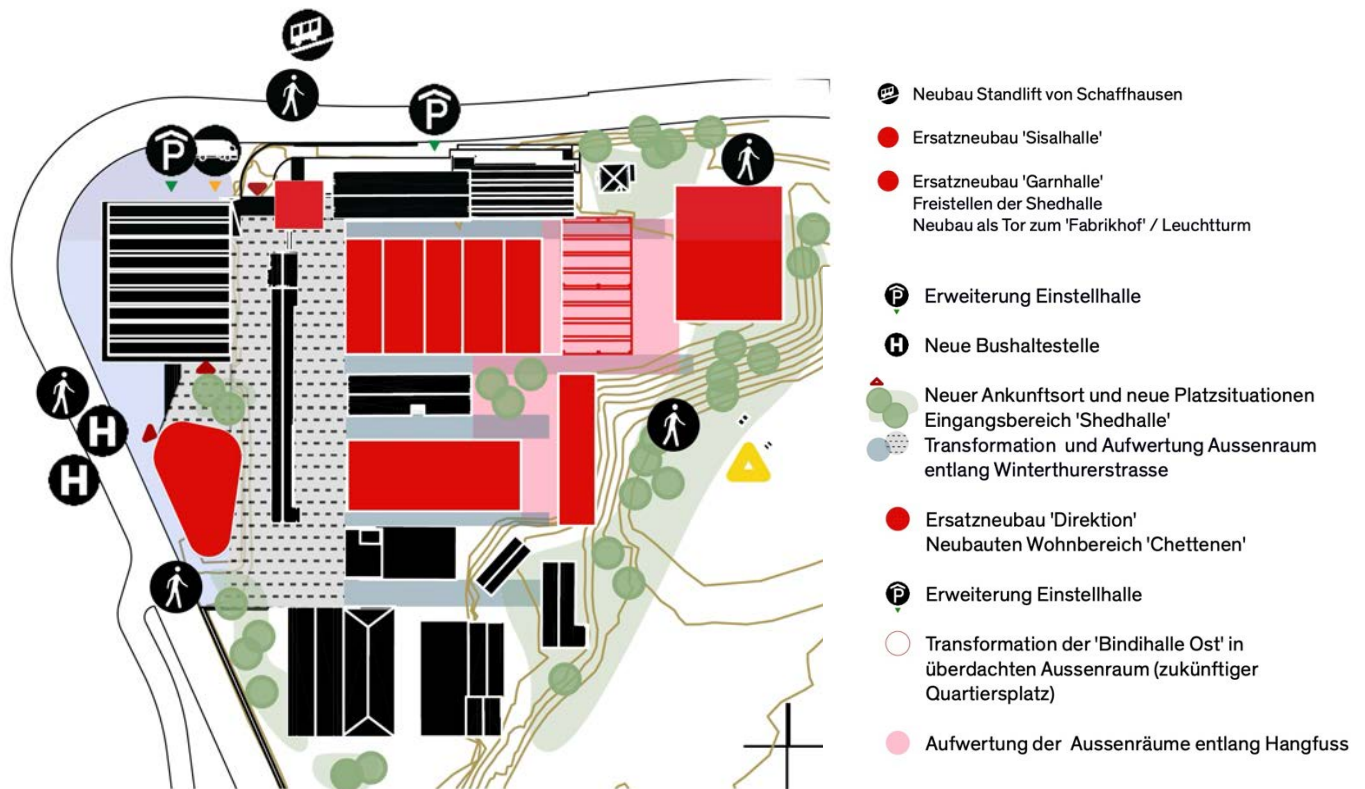 P
P
H
H
Neubau Standlift von Schaffhausen
Ersatzneubau 'Sisalhalle'
Ersatzneubau 'Garnhalle'
Freistellen der Shedhalle
Neubau als Tor zum 'Fabrikhof' / Leuchtturm
P Erweiterung Einstellhalle
H Neue Bushaltestelle
Neuer Ankunftsort und neue Platzsituationen
Eingangsbereich 'Shedhalle'
Transformation und Aufwertung Aussenraum
entlang Winterthurerstrasse
Ersatzneubau 'Direktion'
Neubauten Wohnbereich 'Chettenen'
P Erweiterung Einstellhalle
Transformation der 'Bindihalle Ost' in
überdachten Aussenraum (zukünftiger
Quartiersplatz)
Aufwertung der Aussenräume entlang Hangfuss